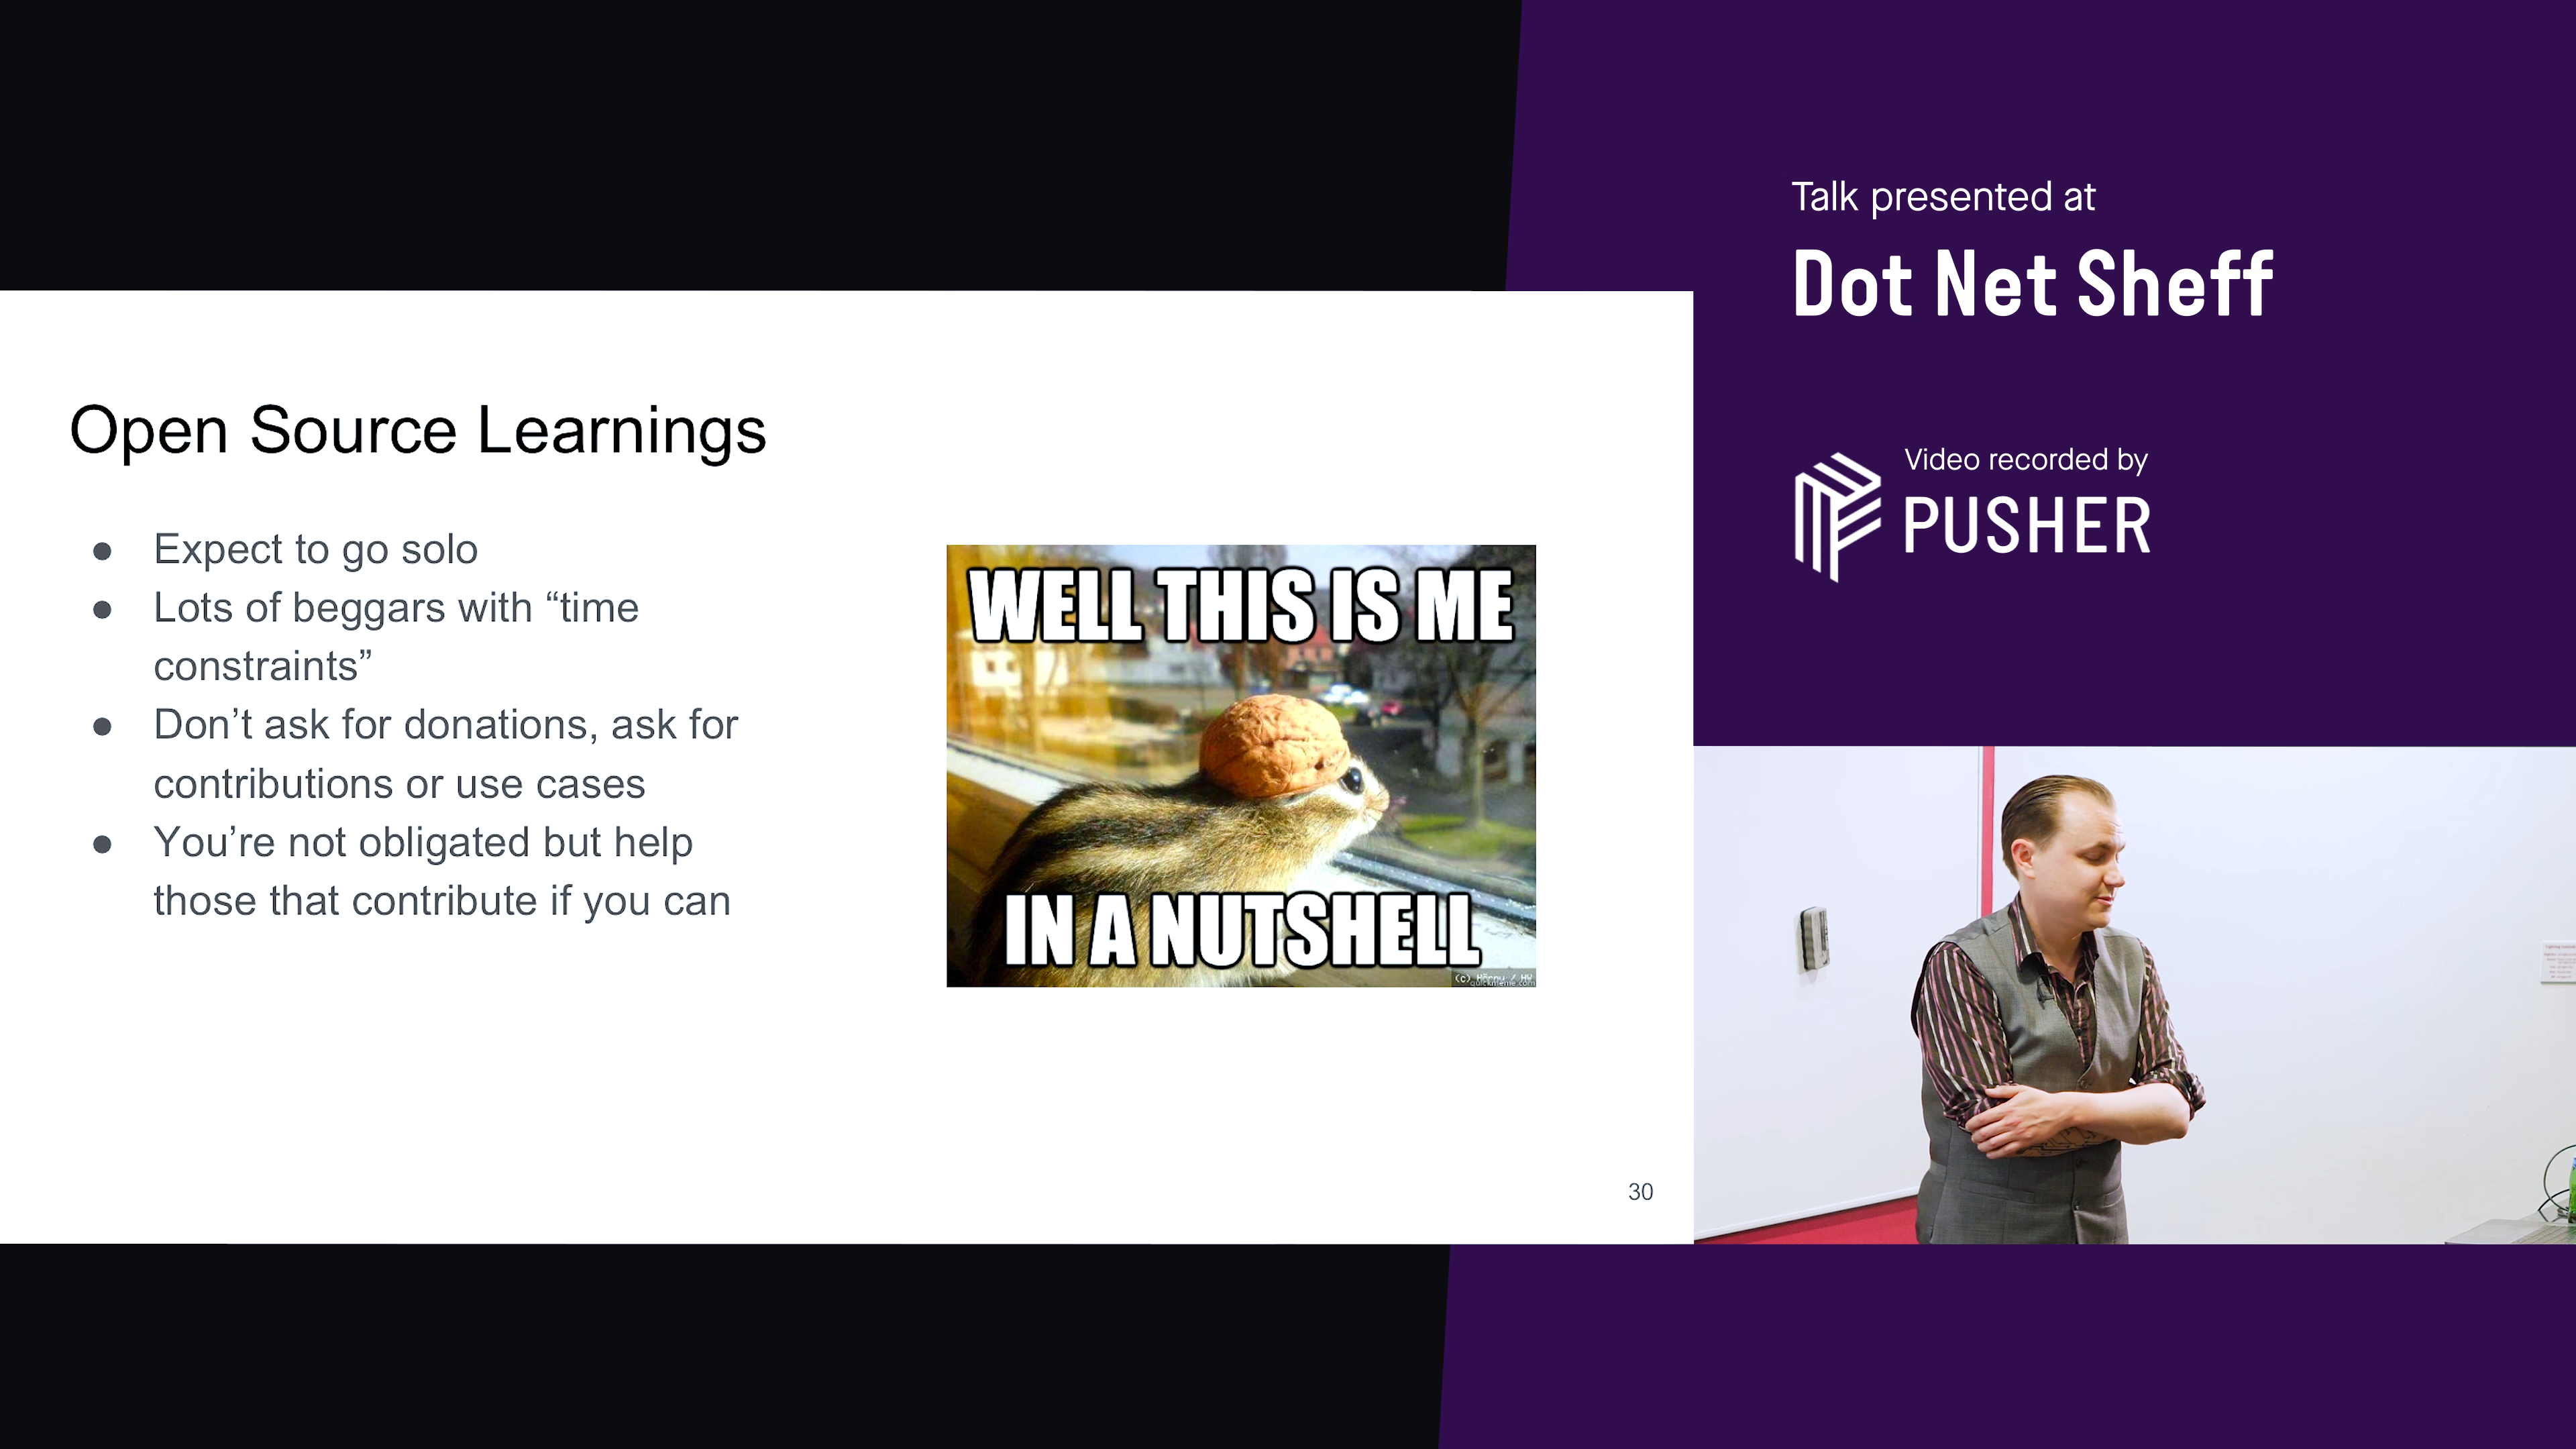 Talk presented at
Dot Net Sheff
Video recorded by
PUSHER
Open Source Learnings
● Expect to go solo
● Lots of beggars with “time
constraints”
● Don’t ask for donations, ask for
contributions or use cases
● You’re not obligated but help
those that contribute if you can
WELL THIS IS ME
IN A NUTSHELL
quickmeme.com
30